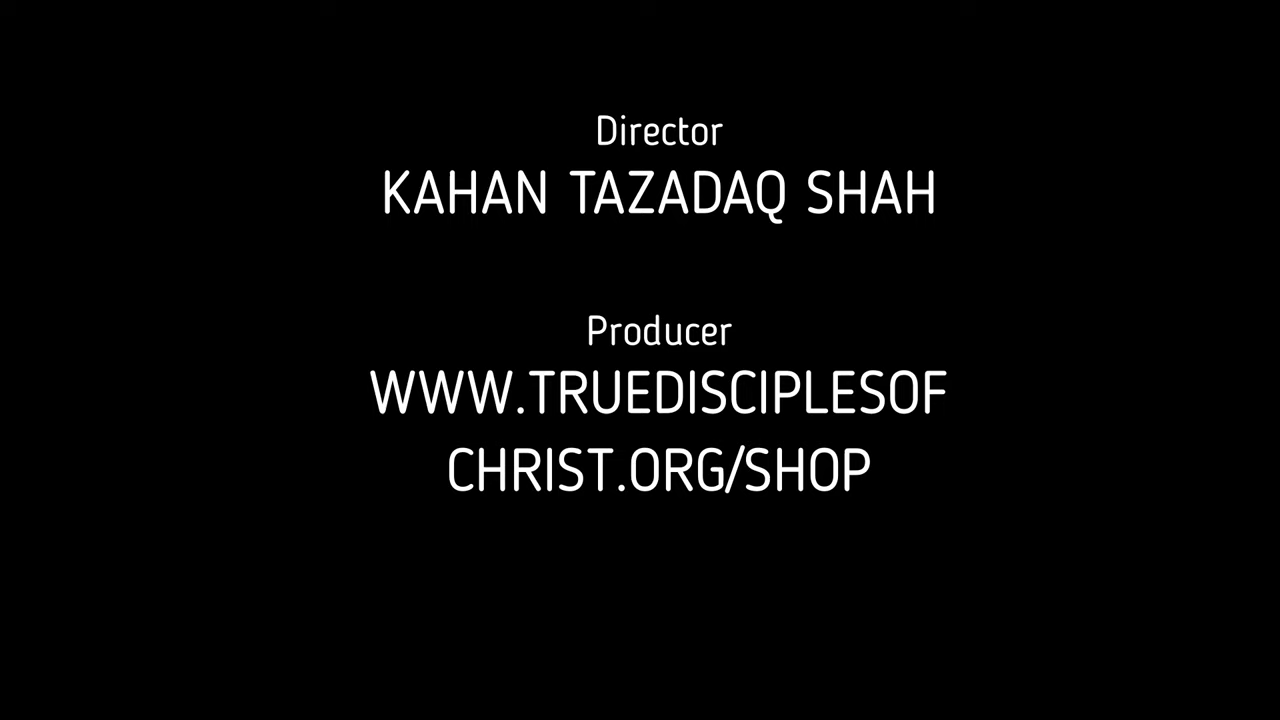 Director
KAHAN TAZADAQ SHAH
Producer
WWW.TRUEDISCIPLESOF
CHRIST.ORG/SHOP